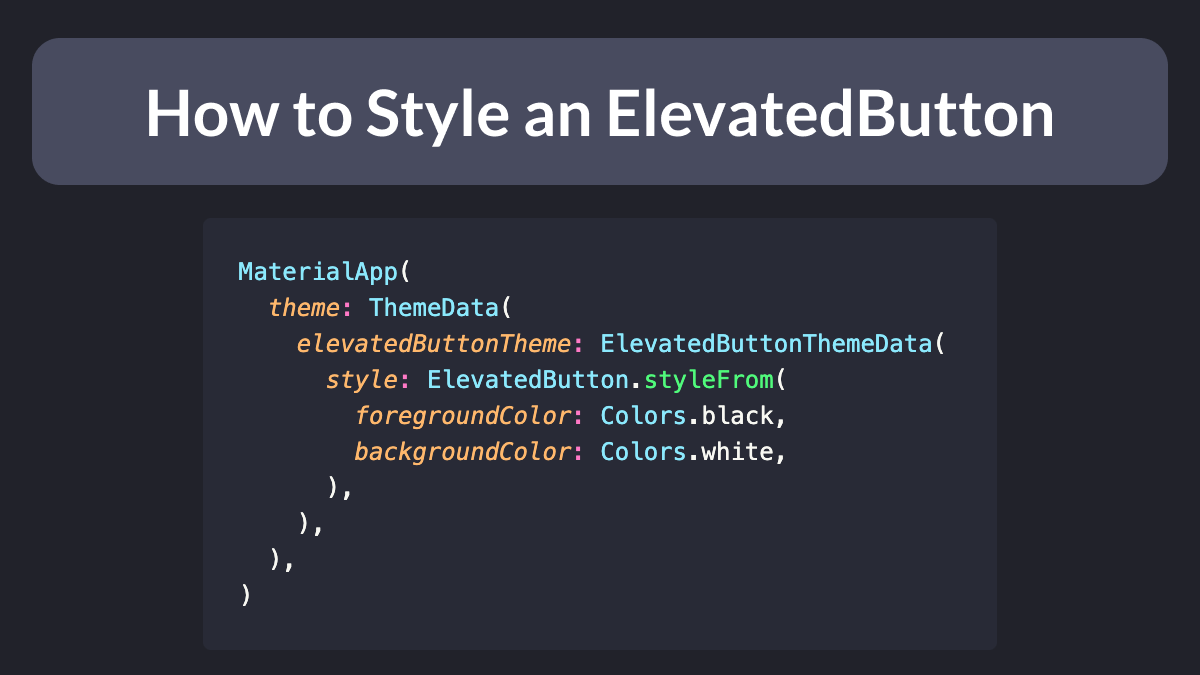 How to Style an ElevatedButton
MaterialApp(
  theme: ThemeData(
    elevatedButtonTheme: ElevatedButtonThemeData(
      style: ElevatedButton.styleFrom(
        foregroundColor: Colors.black,
        backgroundColor: Colors.white,
      ),
    ),
  ),
)